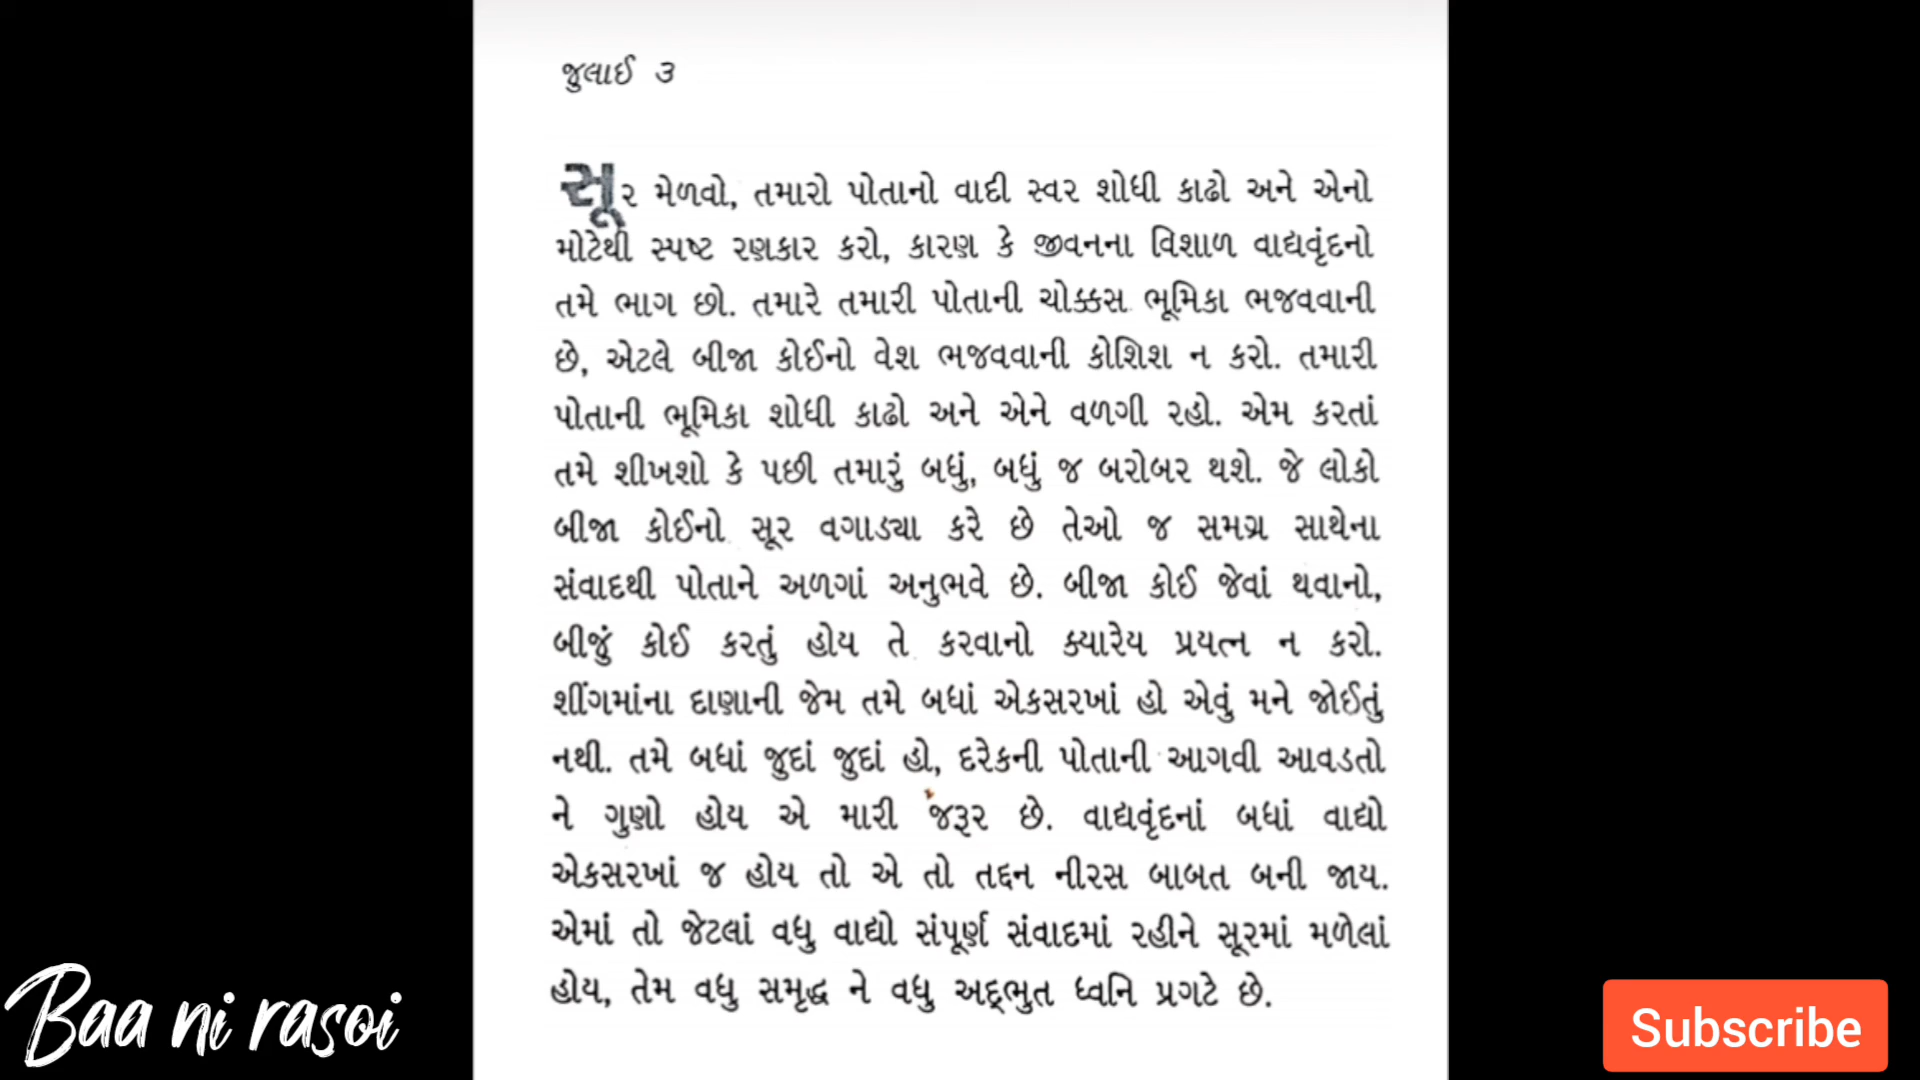 જુલાઈ ૩
સૂર મેળવો, તમારો પોતાનો વાદી સ્વર શોધી કાઢો અને એનો
મોટેથી સ્પષ્ટ રણકાર કરો, કારણ કે જીવનના વિશાળ વાદ્યવૃંદનો
તમે ભાગ છો. તમારે તમારી પોતાની ચોક્કસ ભૂમિકા ભજવવાની
છે, એટલે બીજા કોઈનો વેશ ભજવવાની કોશિશ ન કરો. તમારી
પોતાની ભૂમિકા શોધી કાઢો અને એને વળગી રહો. એમ કરતાં
તમે શીખશો કે પછી તમારું બધું, બધું જ બરોબર થશે. જે લોકો
બીજા કોઈનો સૂર વગાડ્યા કરે છે તેઓ જ સમગ્ર સાથેના
સંવાદથી પોતાને અળગાં અનુભવે છે. બીજા કોઈ જેવાં થવાનો,
બીજું કોઈ કરતું હોય તે કરવાનો ક્યારેય પ્રયત્ન ન કરો.
શીંગમાંના દાણાની જેમ તમે બધાં એકસરખાં હો એવું મને જોઈતું
નથી. તમે બધાં જુદાં જુદાં હો, દરેકની પોતાની આગવી આવડતો
ને ગુણો હોય એ મારી જરૂર છે. વાદ્યવૃંદનાં બધાં વાદ્યો
એકસરખાં જ હોય તો એ તો તદ્દન નીરસ બાબત બની જાય.
એમાં તો જેટલાં વધુ વાદ્યો સંપૂર્ણ સંવાદમાં રહીને સૂરમાં મળેલાં
હોય, તેમ વધુ સમૃદ્ધ ને વધુ અદ્ભુત ધ્વનિ પ્રગટે છે.
Baa ni rasoi
Subscribe